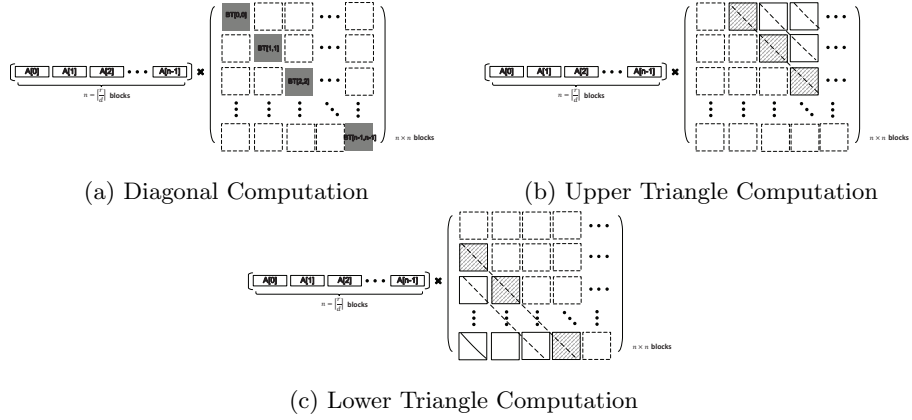 BT[0,0]
BT[1,1]
A[0] A[1] A[2] ••• A[n-1] ×
BT[2,2]
n = ⌈r/d⌉ blocks
BT[n-1,n-1]
n × n blocks
(a) Diagonal Computation
A[0] A[1] A[2] ••• A[n-1] ×
n = ⌈r/d⌉ blocks
n × n blocks
(b) Upper Triangle Computation
A[0] A[1] A[2] ••• A[n-1] ×
n = ⌈r/d⌉ blocks
n × n blocks
(c) Lower Triangle Computation